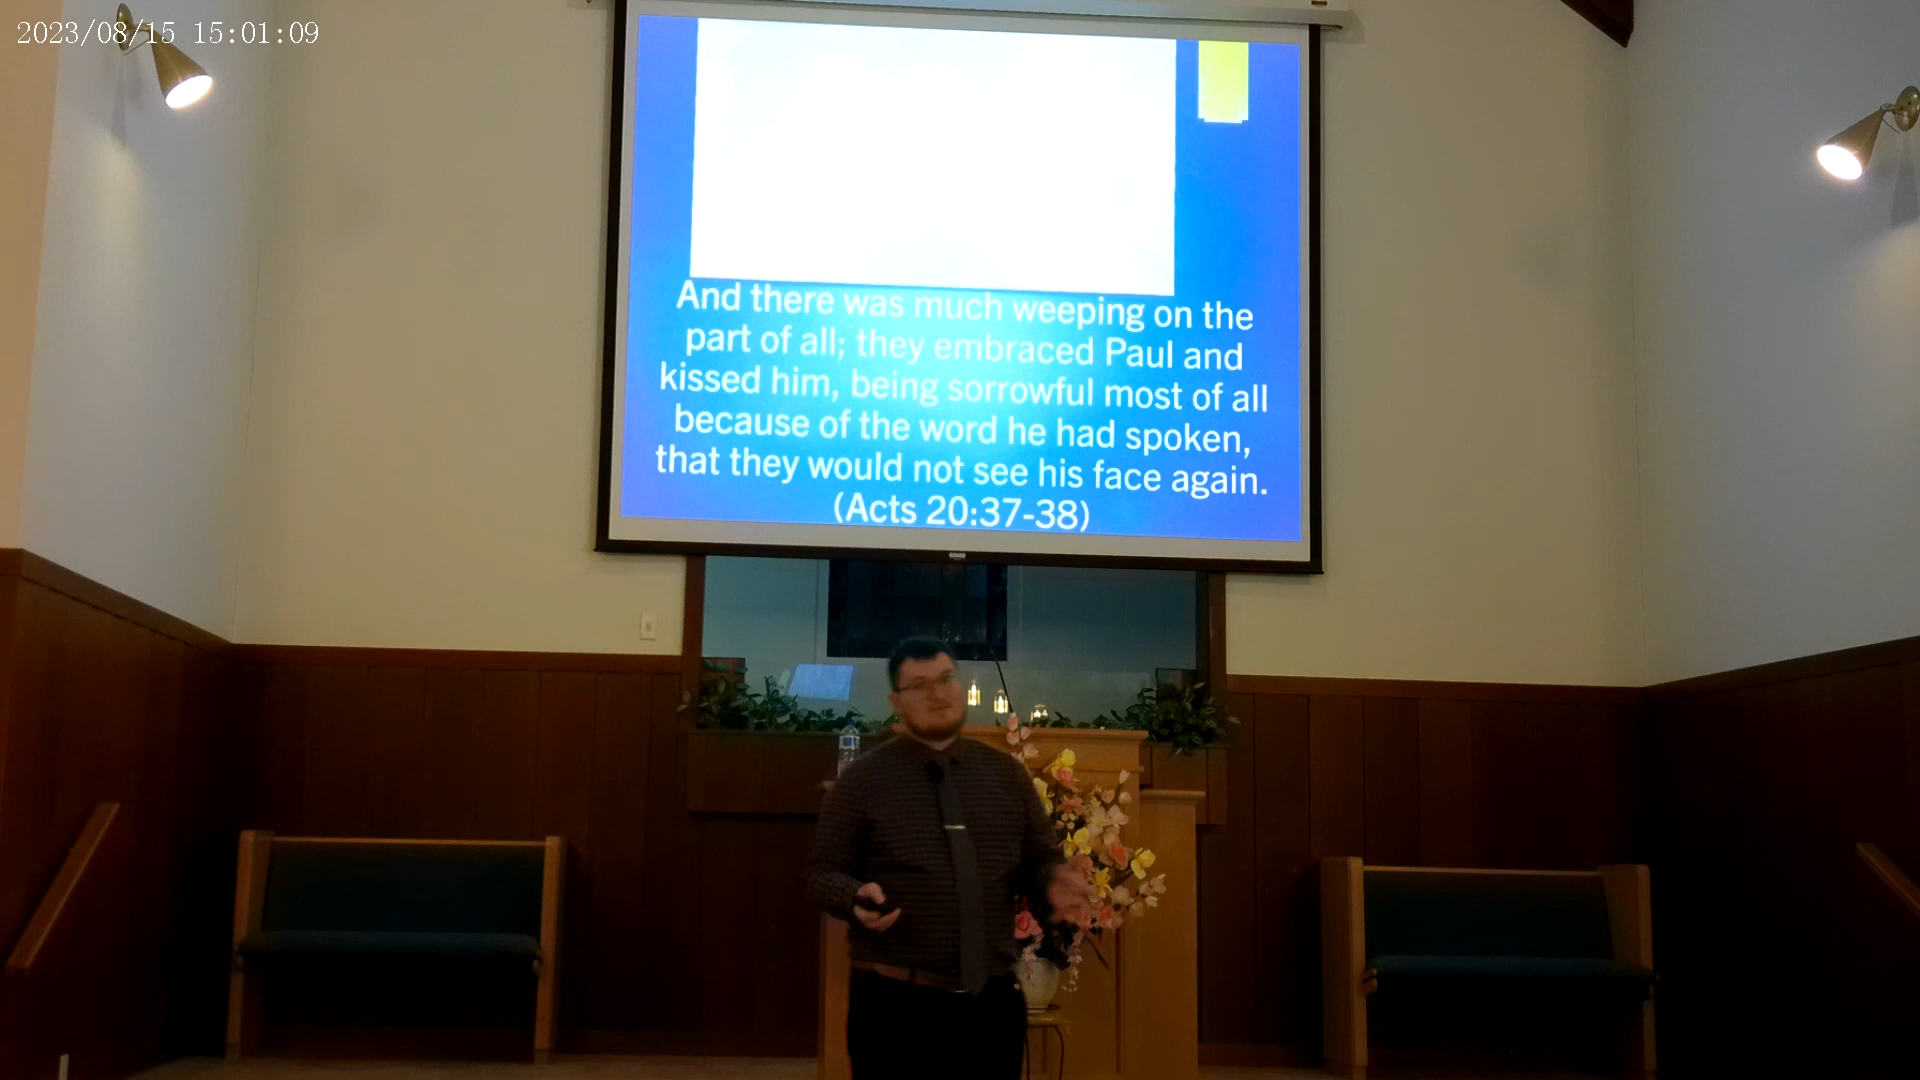 2023/08/15 15:01:09
And there was much weeping on the
part of all; they embraced Paul and
kissed him, being sorrowful most of all
because of the word he had spoken,
that they would not see his face again.
(Acts 20:37-38)